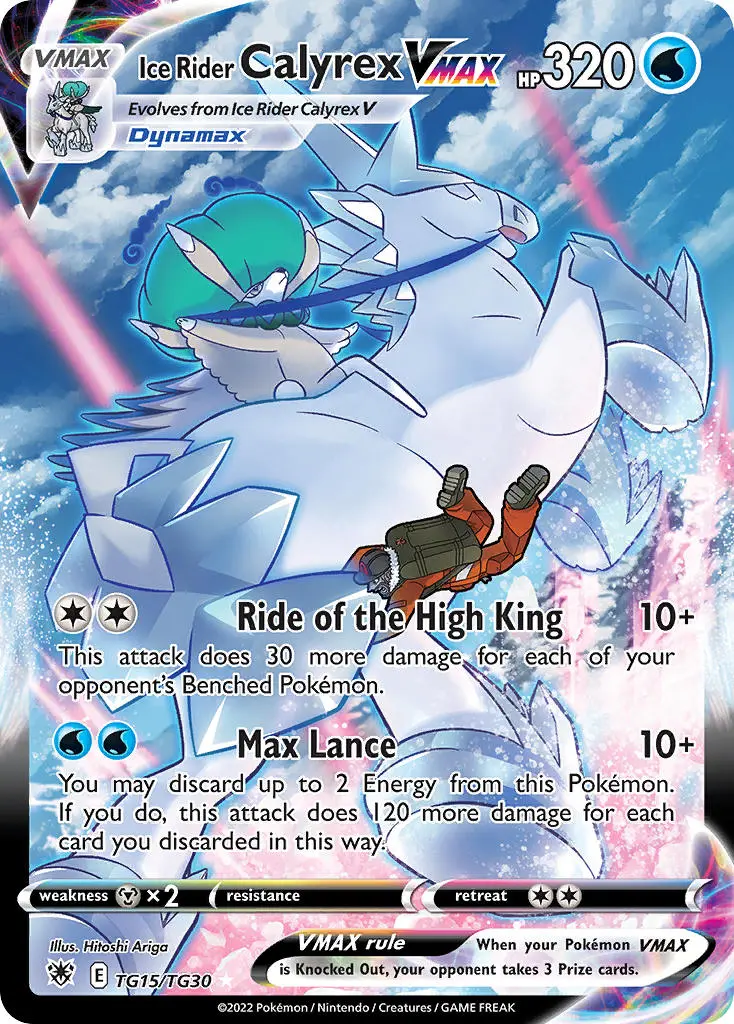 VMAX
Ice Rider Calyrex VMAX HP 320
Evolves from Ice Rider Calyrex V
Dynamax
Ride of the High King 10+
This attack does 30 more damage for each of your
opponent's Benched Pokémon.
Max Lance 10+
You may discard up to 2 Energy from this Pokémon.
If you do, this attack does 120 more damage for each
card you discarded in this way.
weakness ×2 resistance retreat
Illus. Hitoshi Ariga
VMAX rule When your Pokémon VMAX
is Knocked Out, your opponent takes 3 Prize cards.
E TG15/TG30
©2022 Pokémon / Nintendo / Creatures / GAME FREAK